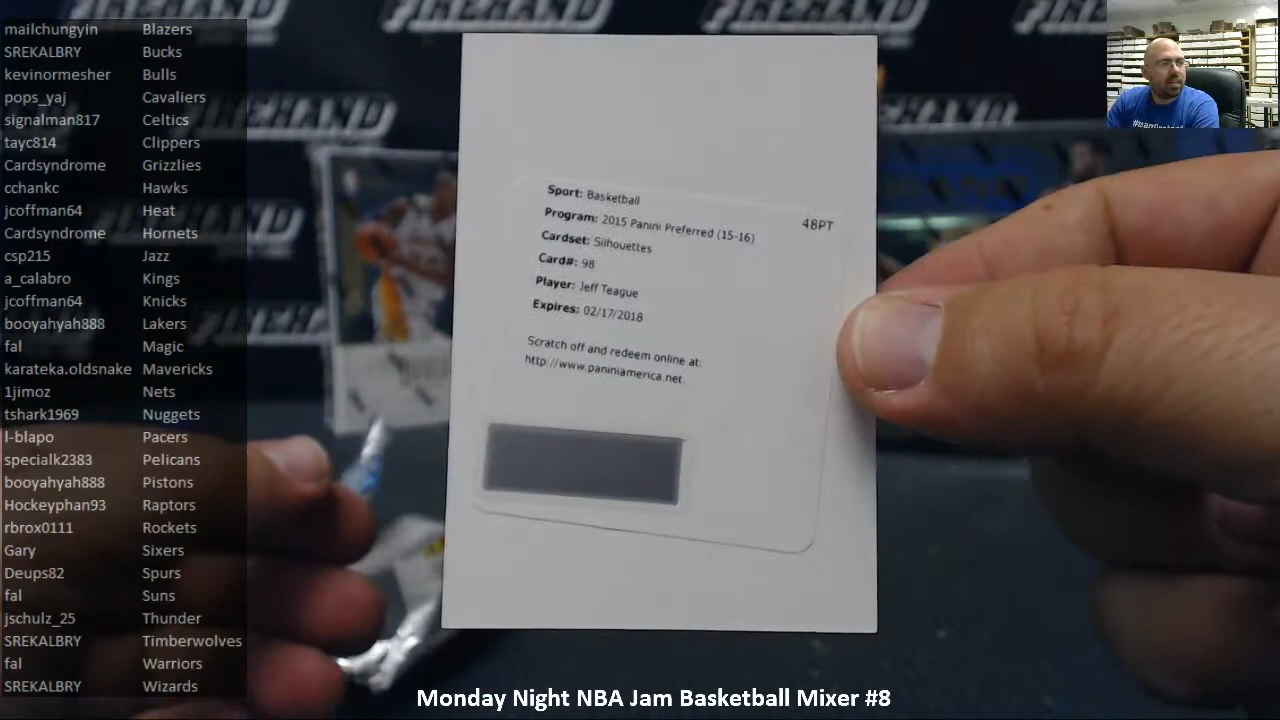 mailchungyin Blazers
SREKALBRY Bucks
kevinormesher Bulls
pops_yaj Cavaliers
signalman817 Celtics
tayc814 Clippers
Cardsyndrome Grizzlies
cchankc Hawks
jcoffman64 Heat
Cardsyndrome Hornets
csp215 Jazz
a_calabro Kings
jcoffman64 Knicks
booyahyah888 Lakers
fal Magic
karateka.oldsnake Mavericks
1jimoz Nets
tshark1969 Nuggets
l-blapo Pacers
specialk2383 Pelicans
booyahyah888 Pistons
Hockeyphan93 Raptors
rbrox0111 Rockets
Gary Sixers
Deups82 Spurs
fal Suns
jschulz_25 Thunder
SREKALBRY Timberwolves
fal Warriors
SREKALBRY Wizards
Sport: Basketball
Program: 2015 Panini Preferred (15-16)
48PT
Cardset: Silhouettes
Card#: 98
Player: Jeff Teague
Expires: 02/17/2018
Scratch off and redeem online at:
http://www.paniniamerica.net.
FIREHAND
Monday Night NBA Jam Basketball Mixer #8